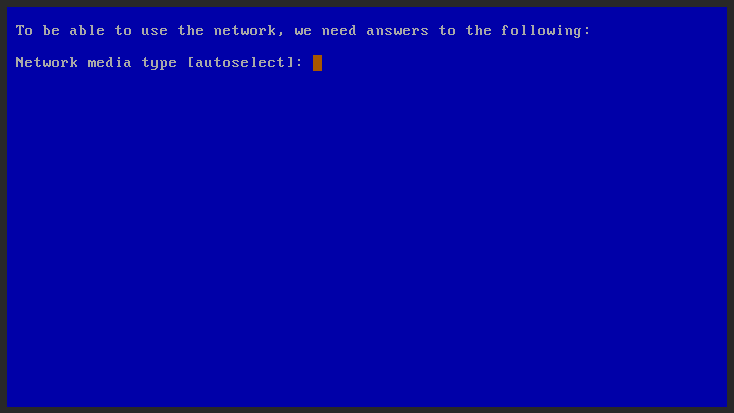 To be able to use the network, we need answers to the following:
Network media type [autoselect]: